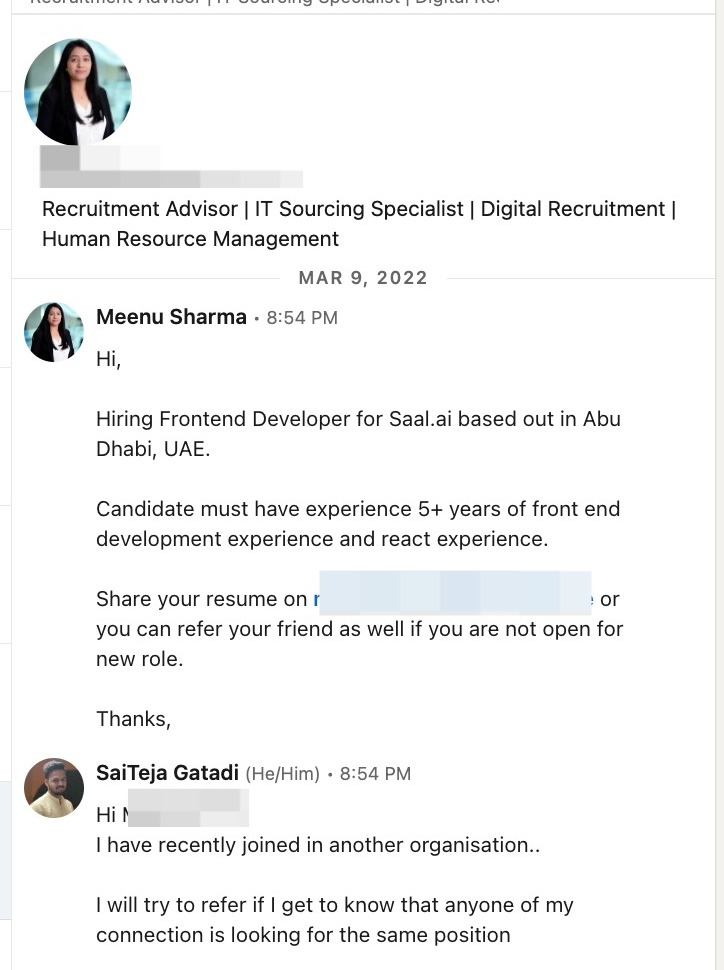 Recruitment Advisor | IT Sourcing Specialist | Digital Rec
Recruitment Advisor | IT Sourcing Specialist | Digital Recruitment |
Human Resource Management
MAR 9, 2022
Meenu Sharma • 8:54 PM
Hi,
Hiring Frontend Developer for Saal.ai based out in Abu
Dhabi, UAE.
Candidate must have experience 5+ years of front end
development experience and react experience.
Share your resume on or
you can refer your friend as well if you are not open for
new role.
Thanks,
SaiTeja Gatadi (He/Him) • 8:54 PM
Hi
I have recently joined in another organisation..
I will try to refer if I get to know that anyone of my
connection is looking for the same position